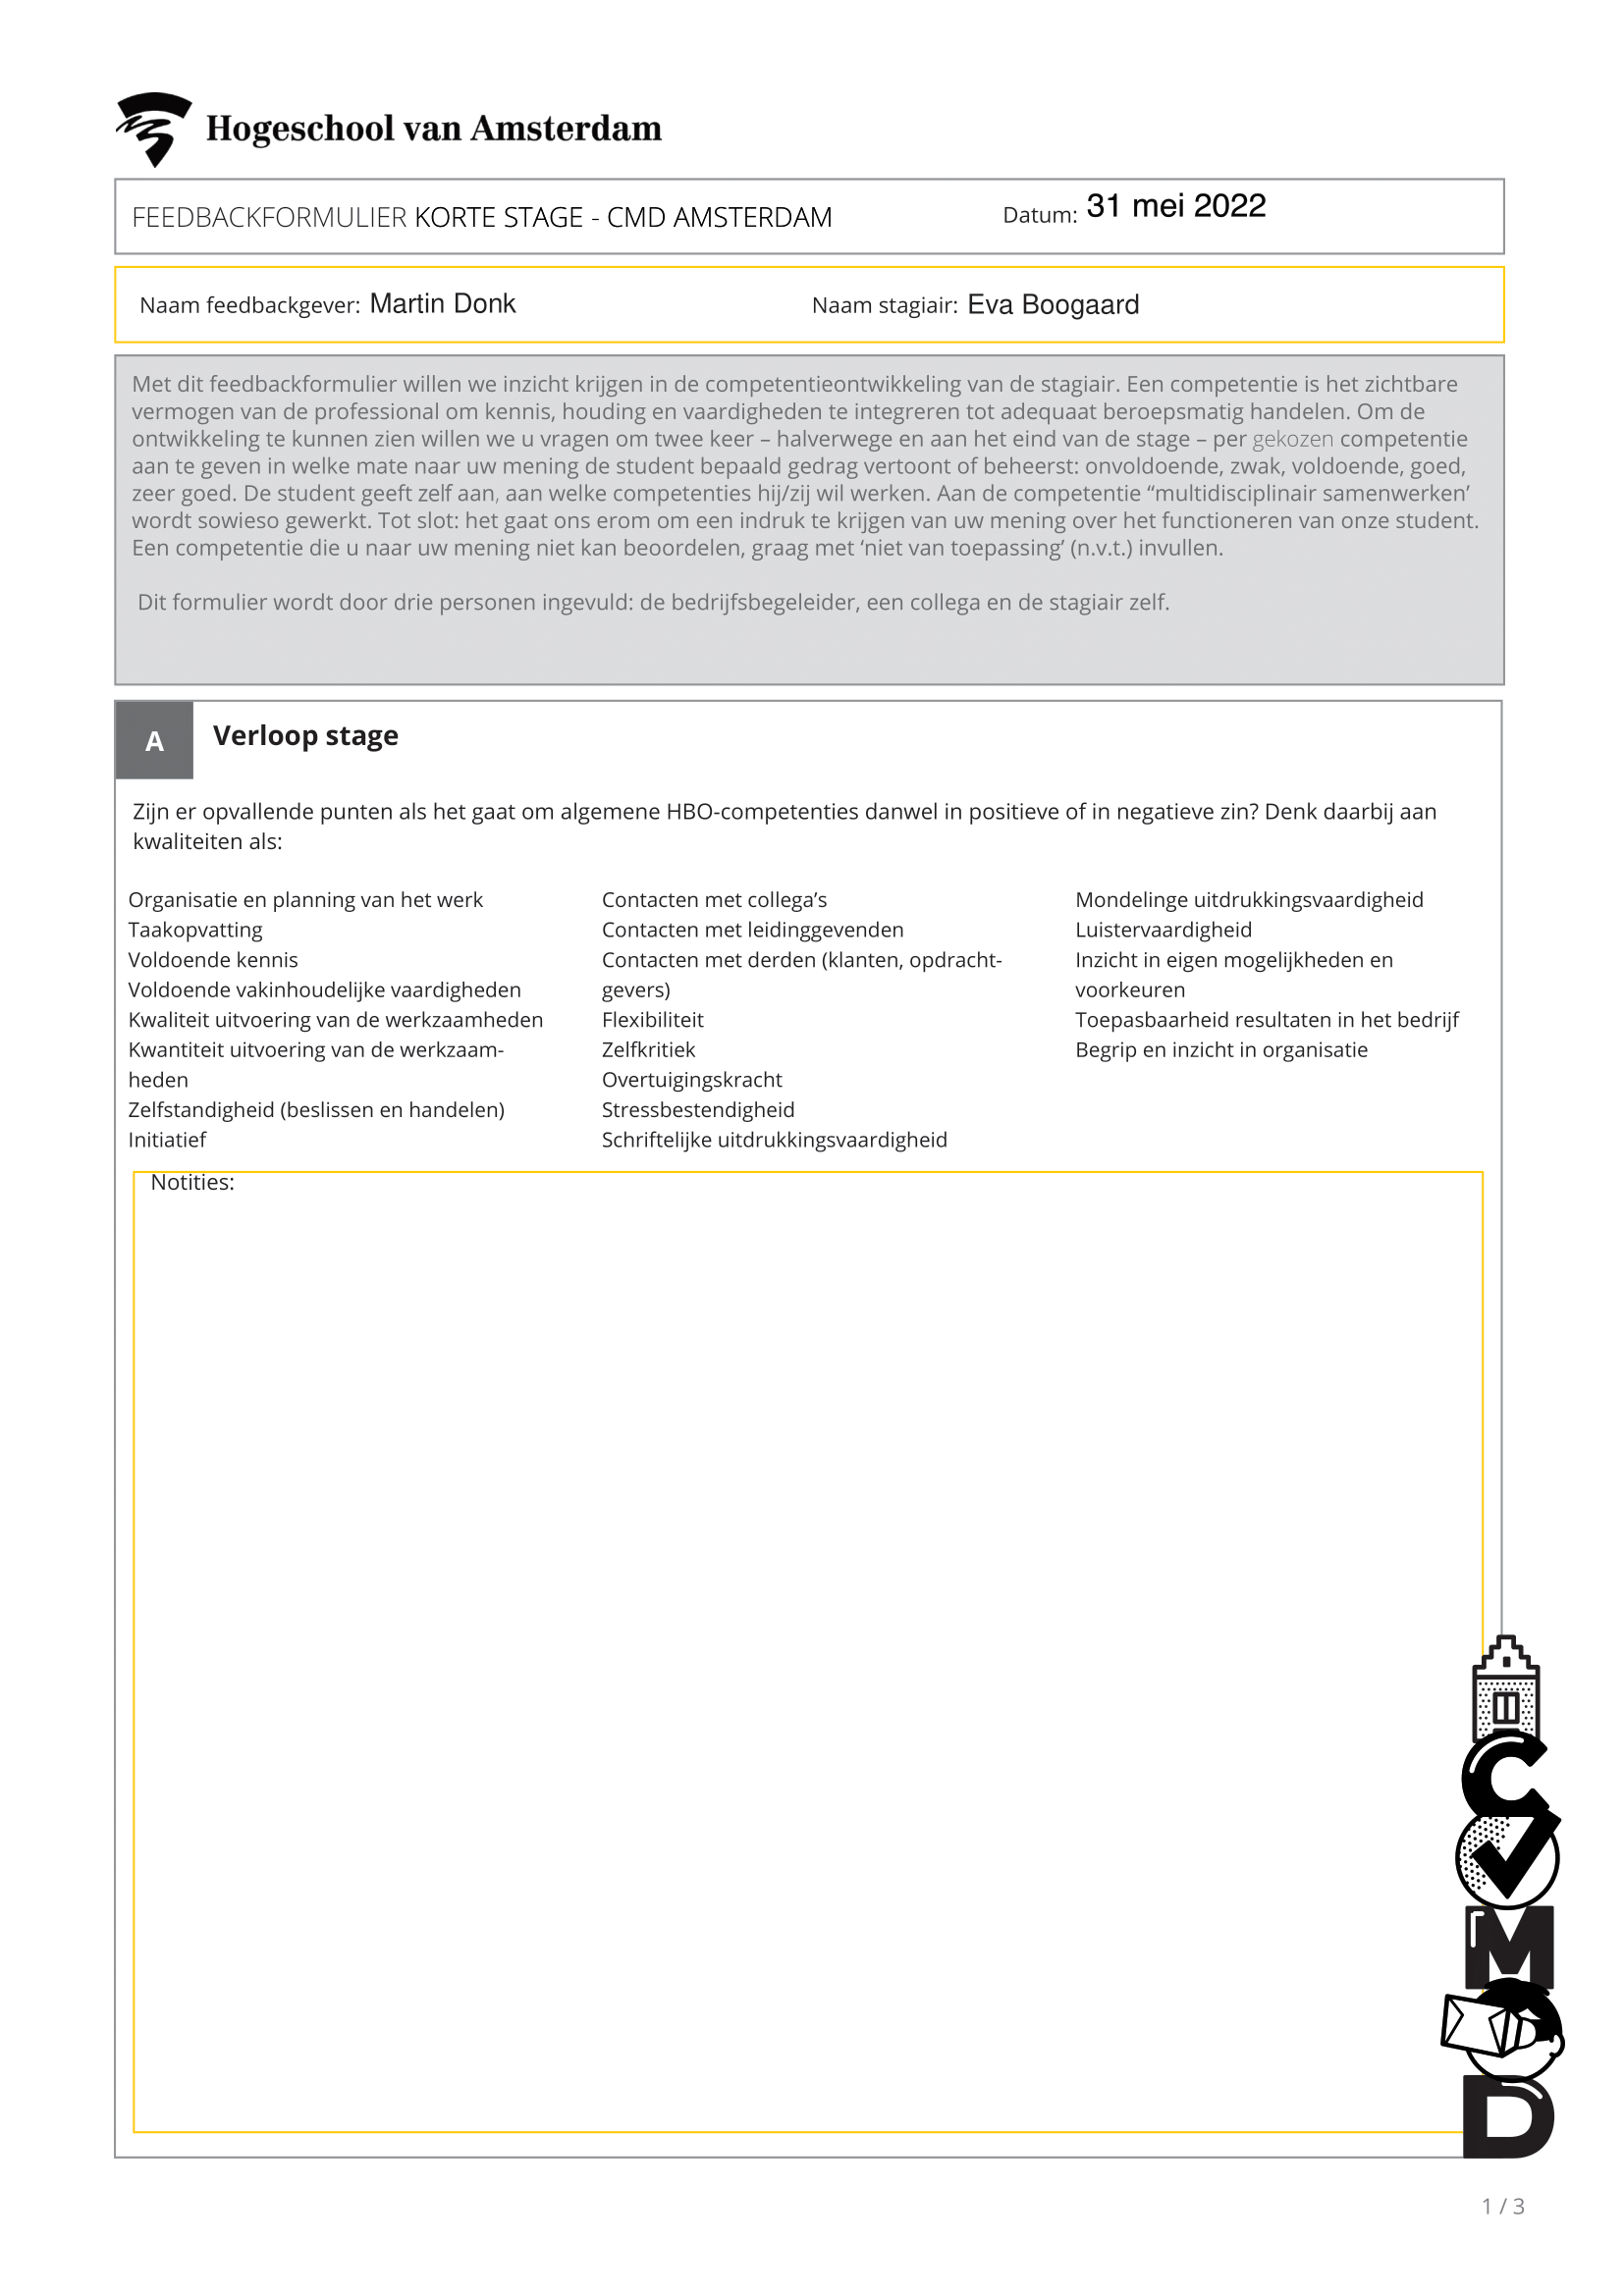 Hogeschool van Amsterdam
FEEDBACKFORMULIER KORTE STAGE - CMD AMSTERDAM
Datum: 31 mei 2022
Naam feedbackgever: Martin Donk
Naam stagiair: Eva Boogaard
Met dit feedbackformulier willen we inzicht krijgen in de competentieontwikkeling van de stagiair. Een competentie is het zichtbare
vermogen van de professional om kennis, houding en vaardigheden te integreren tot adequaat beroepsmatig handelen. Om de
ontwikkeling te kunnen zien willen we u vragen om twee keer – halverwege en aan het eind van de stage – per gekozen competentie
aan te geven in welke mate naar uw mening de student bepaald gedrag vertoont of beheerst: onvoldoende, zwak, voldoende, goed,
zeer goed. De student geeft zelf aan, aan welke competenties hij/zij wil werken. Aan de competentie “multidisciplinair samenwerken’
wordt sowieso gewerkt. Tot slot: het gaat ons erom om een indruk te krijgen van uw mening over het functioneren van onze student.
Een competentie die u naar uw mening niet kan beoordelen, graag met ‘niet van toepassing’ (n.v.t.) invullen.
Dit formulier wordt door drie personen ingevuld: de bedrijfsbegeleider, een collega en de stagiair zelf.
A
Verloop stage
Zijn er opvallende punten als het gaat om algemene HBO-competenties danwel in positieve of in negatieve zin? Denk daarbij aan
kwaliteiten als:
Organisatie en planning van het werk
Taakopvatting
Voldoende kennis
Voldoende vakinhoudelijke vaardigheden
Kwaliteit uitvoering van de werkzaamheden
Kwantiteit uitvoering van de werkzaam-
heden
Zelfstandigheid (beslissen en handelen)
Initiatief
Contacten met collega’s
Contacten met leidinggevenden
Contacten met derden (klanten, opdracht-
gevers)
Flexibiliteit
Zelfkritiek
Overtuigingskracht
Stressbestendigheid
Schriftelijke uitdrukkingsvaardigheid
Mondelinge uitdrukkingsvaardigheid
Luistervaardigheid
Inzicht in eigen mogelijkheden en
voorkeuren
Toepasbaarheid resultaten in het bedrijf
Begrip en inzicht in organisatie
Notities:
C
M
D
1 / 3